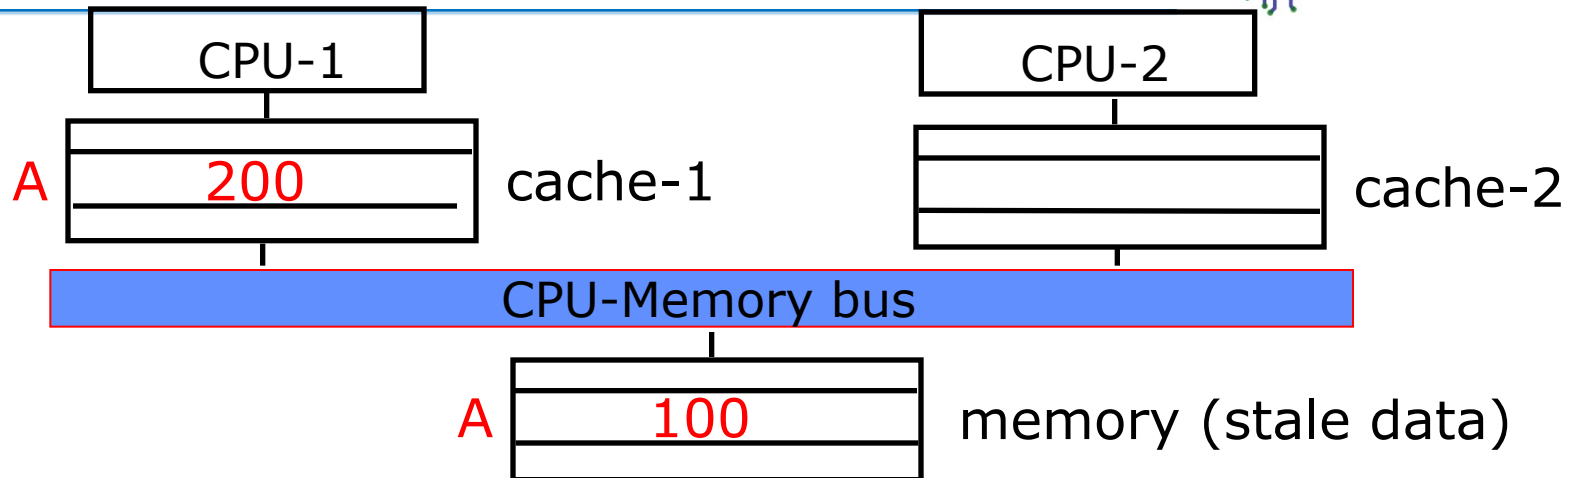 CPU-1
CPU-2
A 200 cache-1
cache-2
CPU-Memory bus
A 100 memory (stale data)